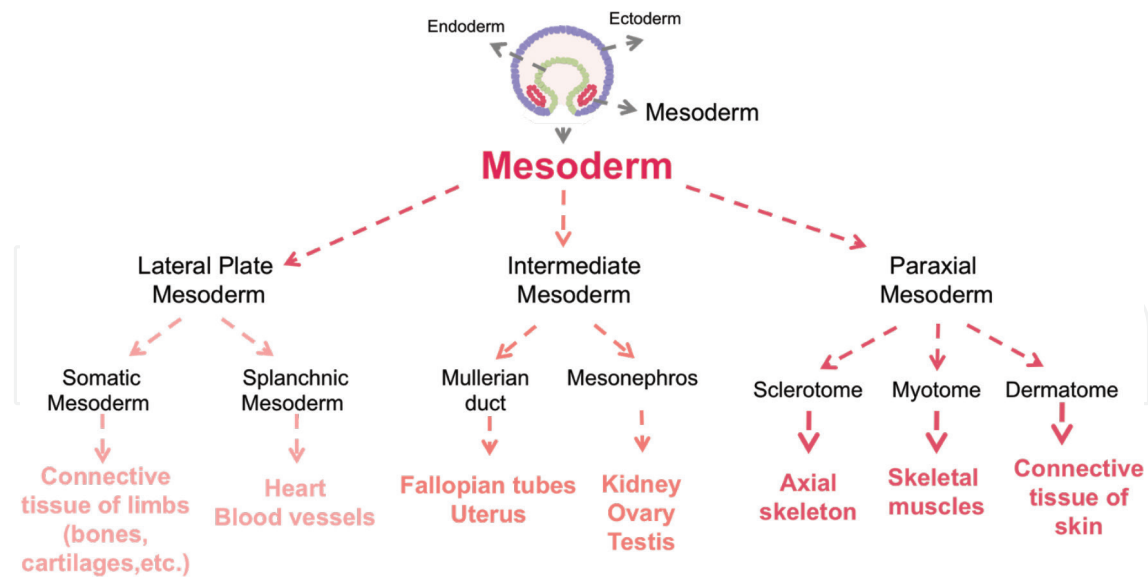 Endoderm
Ectoderm
Mesoderm
Mesoderm
Lateral Plate
Mesoderm
Intermediate
Mesoderm
Paraxial
Mesoderm
Somatic
Mesoderm
Splanchnic
Mesoderm
Mullerian
duct
Mesonephros
Sclerotome
Myotome
Dermatome
Connective
tissue of limbs
(bones,
cartilages,etc.)
Heart
Blood vessels
Fallopian tubes
Uterus
Kidney
Ovary
Testis
Axial
skeleton
Skeletal
muscles
Connective
tissue of
skin